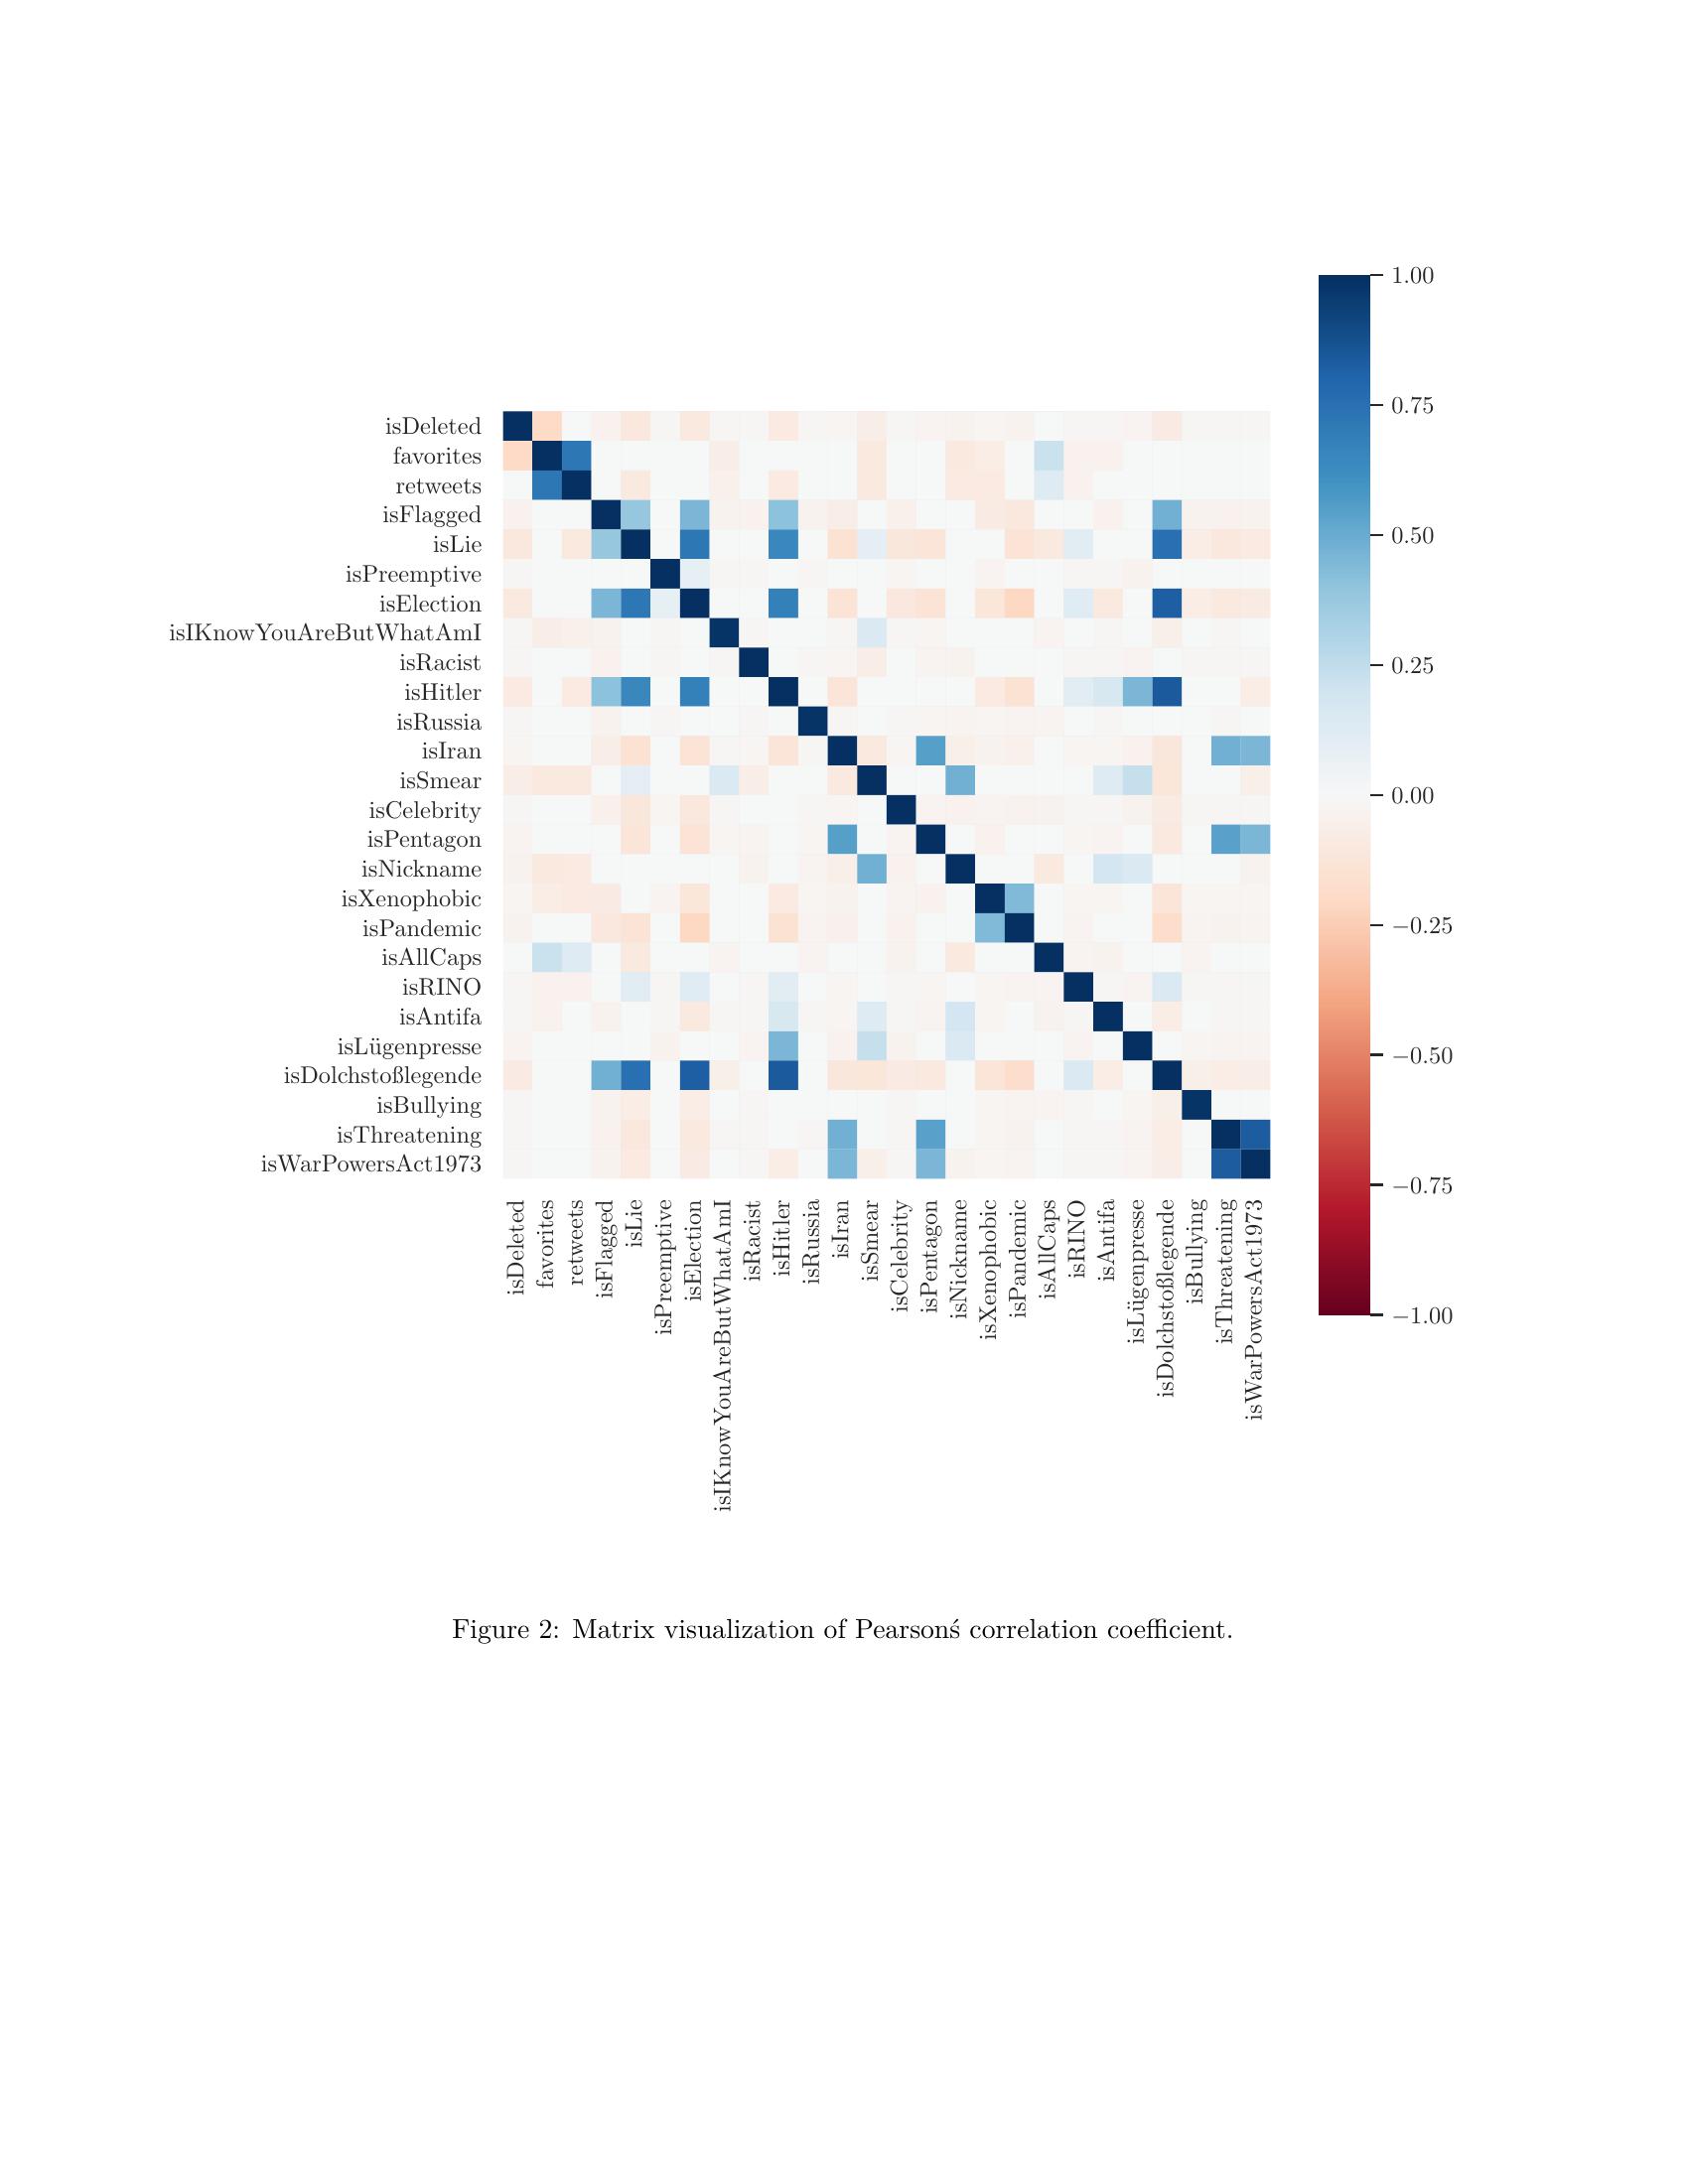 1.00
0.75
0.50
0.25
0.00
−0.25
−0.50
−0.75
−1.00
isDeleted
favorites
retweets
isFlagged
isLie
isPreemptive
isElection
isIKnowYouAreButWhatAmI
isRacist
isHitler
isRussia
isIran
isSmear
isCelebrity
isPentagon
isNickname
isXenophobic
isPandemic
isAllCaps
isRINO
isAntifa
isLügenpresse
isDolchstoßlegende
isBullying
isThreatening
isWarPowersAct1973
isDeleted
favorites
retweets
isFlagged
isLie
isPreemptive
isElection
isIKnowYouAreButWhatAmI
isRacist
isHitler
isRussia
isIran
isSmear
isCelebrity
isPentagon
isNickname
isXenophobic
isPandemic
isAllCaps
isRINO
isAntifa
isLügenpresse
isDolchstoßlegende
isBullying
isThreatening
isWarPowersAct1973
Figure 2: Matrix visualization of Pearsonś correlation coefficient.